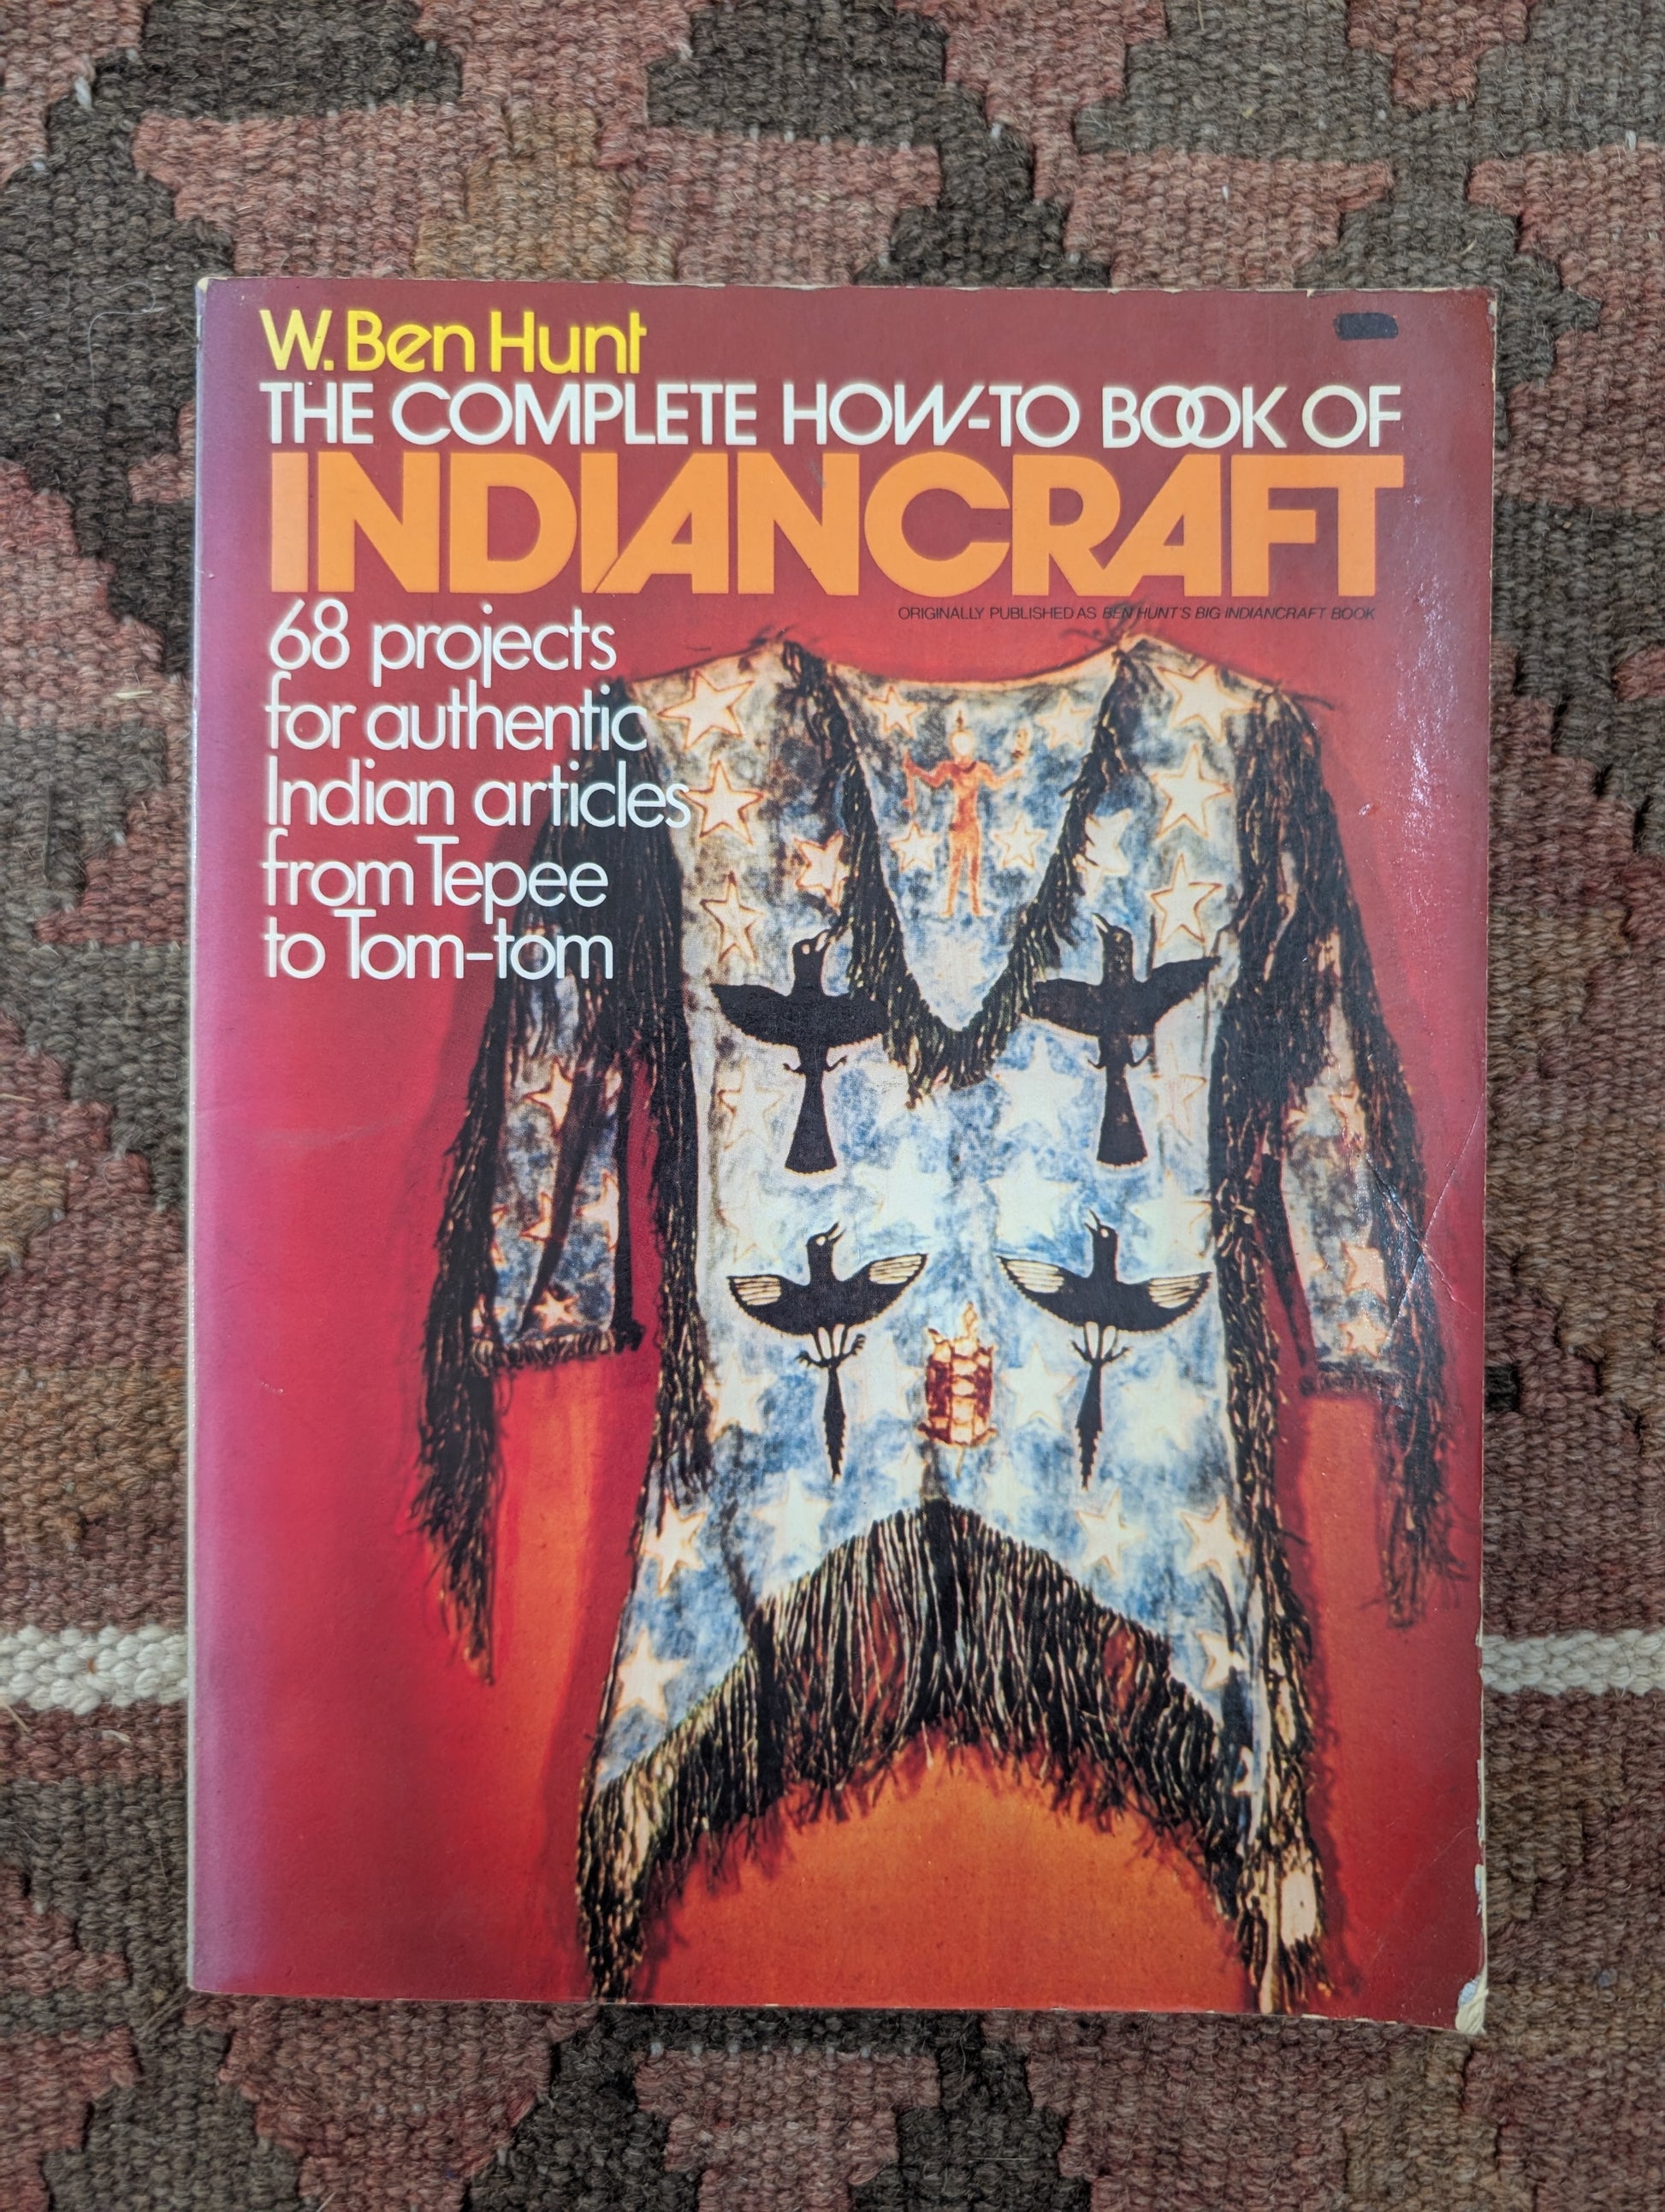 W. Ben Hunt
THE COMPLETE HOW-TO BOOK OF
INDIANCRAFT
ORIGINALLY PUBLISHED AS BEN HUNT'S BIG INDIANCRAFT BOOK
68 projects
for authentic
Indian articles
from Tepee
to Tom-tom